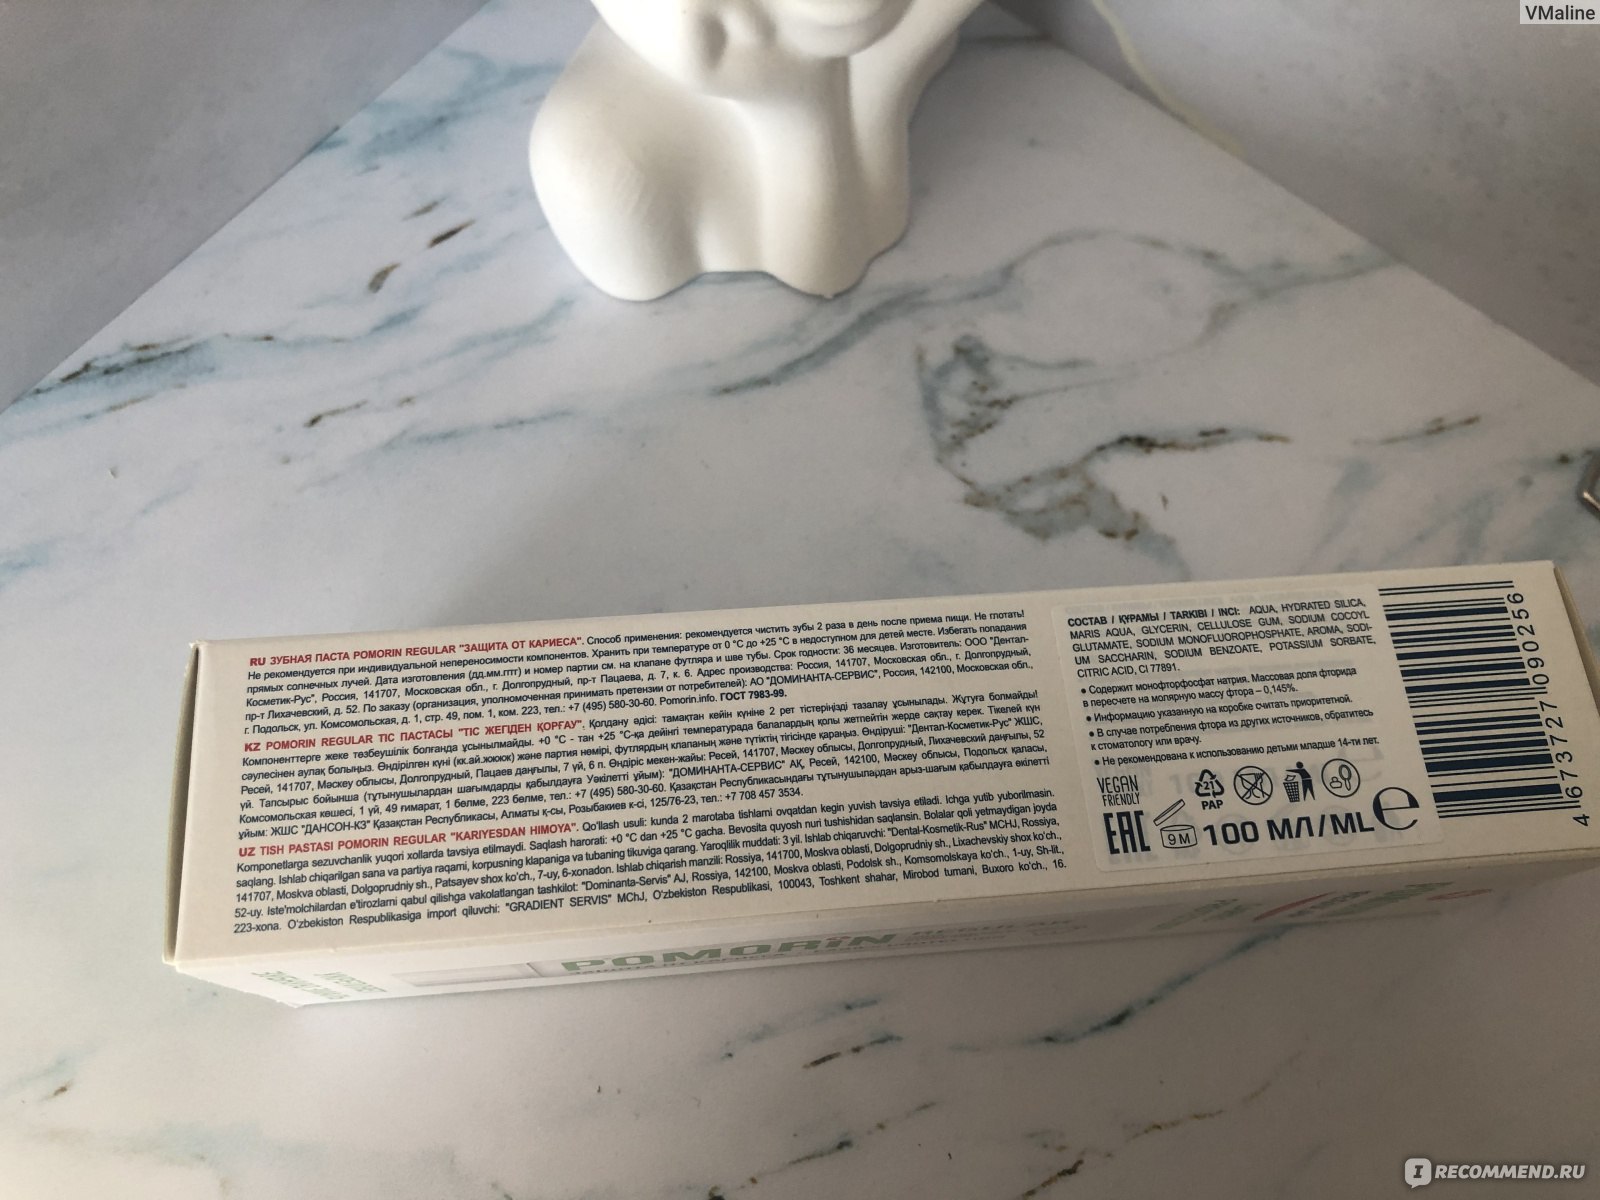 VMaline
RU ЗУБНАЯ ПАСТА POMORIN REGULAR "ЗАЩИТА ОТ КАРИЕСА". Способ применения: рекомендуется чистить зубы 2 раза в день после приема пищи. Не глотать!
Не рекомендуется при индивидуальной непереносимости компонентов. Хранить при температуре от 0 °C до +25 °C в недоступном для детей месте. Избегать попадания
прямых солнечных лучей. Дата изготовления (дд.мм.гггг) и номер партии см. на клапане футляра и шве тубы. Срок годности: 36 месяцев. Изготовитель: ООО "Дентал-
Косметик-Рус", Россия, 141707, Московская обл., г. Долгопрудный, пр-т Пацаева, д. 7, к. 6. Адрес производства: Россия, 141707, Московская обл., г. Долгопрудный,
пр-т Лихачевский, д. 52. По заказу (организация, уполномоченная принимать претензии от потребителей): АО "ДОМИНАНТА-СЕРВИС", Россия, 142100, Московская обл.,
г. Подольск, ул. Комсомольская, д. 1, стр. 49, пом. 1, ком. 223, тел.: +7 (495) 580-30-60. Pomorin.info. ГОСТ 7983-99.
KZ POMORIN REGULAR ТІС ПАСТАСЫ "ТІС ЖЕГІДЕН ҚОРҒАУ". Қолдану әдісі: тамақтан кейін күніне 2 рет тістеріңізді тазалау ұсынылады. Жұтуға болмайды!
Компоненттерге жеке төзбеушілік болғанда ұсынылмайды. +0 °C - тан +25 °C-қа дейінгі температурада балалардың қолы жетпейтін жерде сақтау керек. Тікелей күн
сәулесінен аулақ болыңыз. Өндірілген күні (кк.ай.жжжж) және партия немірі, футлярдың клапаның және түтіктің тігісінде қараңыз. Өндіруші: "Дентал-Косметик-Рус" ЖШС,
Ресей, 141707, Мәскеу облысы, Долгопрудный, Пацаев даңғылы, 7 үй, 6 п. Өндіріс мекен-жайы: Ресей, 141707, Мәскеу облысы, Долгопрудный, Лихачевский даңғылы, 52
үй. Тапсырыс бойынша (тұтынушылардан шағымдарды қабылдауға Уәкілетті ұйым): "ДОМИНАНТА-СЕРВИС" АҚ, Ресей, 142100, Мәскеу облысы, Подольск қаласы,
Комсомольская көшесі, 1 үй, 49 ғимарат, 1 бөлме, 223 бөлме, тел.: +7 (495) 580-30-60. Қазақстан Республикасындағы тұтынушылардан арыз-шағым қабылдауға өкілетті
ұйым: ЖШС "ДАНСОН-КЗ" Қазақстан Республикасы, Алматы қ-сы, Розыбакиев к-сі, 125/76-23, тел.: +7 708 457 3534.
UZ TISH PASTASI POMORIN REGULAR "KARIYESDAN HIMOYA". Qo'llash usuli: kunda 2 marotaba tishlarni ovqatdan kegin yuvish tavsiya etiladi. Ichga yutib yuborilmasin.
Komponetlarga sezuvchanlik yuqori xollarda tavsiya etilmaydi. Saqlash harorati: +0 °C dan +25 °C gacha. Bevosita quyosh nuri tushishidan saqlansin. Bolalar qoli yetmaydigan joyda
saqlang. Ishlab chiqarilgan sana va partiya raqami, korpusning klapaniga va tubaning tikuviga qarang. Yaroqlilik muddati: 3 yil. Ishlab chiqaruvchi: "Dental-Kosmetik-Rus" MCHJ, Rossiya,
141707, Moskva oblasti, Dolgoprudniy sh., Patsayev shox ko'ch., 7-uy, 6-xonadon. Ishlab chiqarish manzili: Rossiya, 141700, Moskva oblasti, Dolgoprudniy sh., Lixachevskiy shox ko'ch.,
52-uy. Iste'molchilardan e'tirozlarni qabul qilishga vakolatlangan tashkilot: "Dominanta-Servis" AJ, Rossiya, 142100, Moskva oblasti, Podolsk sh., Komsomolskaya ko'ch., 1-uy, Sh-lit.,
223-xona. O'zbekiston Respublikasiga import qiluvchi: "GRADIENT SERVIS" MChJ, O'zbekiston Respublikasi, 100043, Toshkent shahar, Mirobod tumani, Buxoro ko'ch., 16.
СОСТАВ / ҚҰРАМЫ / TARKIBI / INCI: AQUA, HYDRATED SILICA,
MARIS AQUA, GLYCERIN, CELLULOSE GUM, SODIUM COCOYL
GLUTAMATE, SODIUM MONOFLUOROPHOSPHATE, AROMA, SODI-
UM SACCHARIN, SODIUM BENZOATE, POTASSIUM SORBATE,
CITRIC ACID, CI 77891.
• Содержит монофторфосфат натрия. Массовая доля фторида
в пересчете на молярную массу фтора – 0,145%.
• Информацию указанную на коробке считать приоритетной.
• В случае потребления фтора из других источников, обратитесь
к стоматологу или врачу.
• Не рекомендована к использованию детьми младше 14-ти лет.
VEGAN
FRIENDLY
21
PAP
EAC
9 M
100 МЛ/ML e
4 673727 090256
POMORIN REGULAR
IRECOMMEND.RU